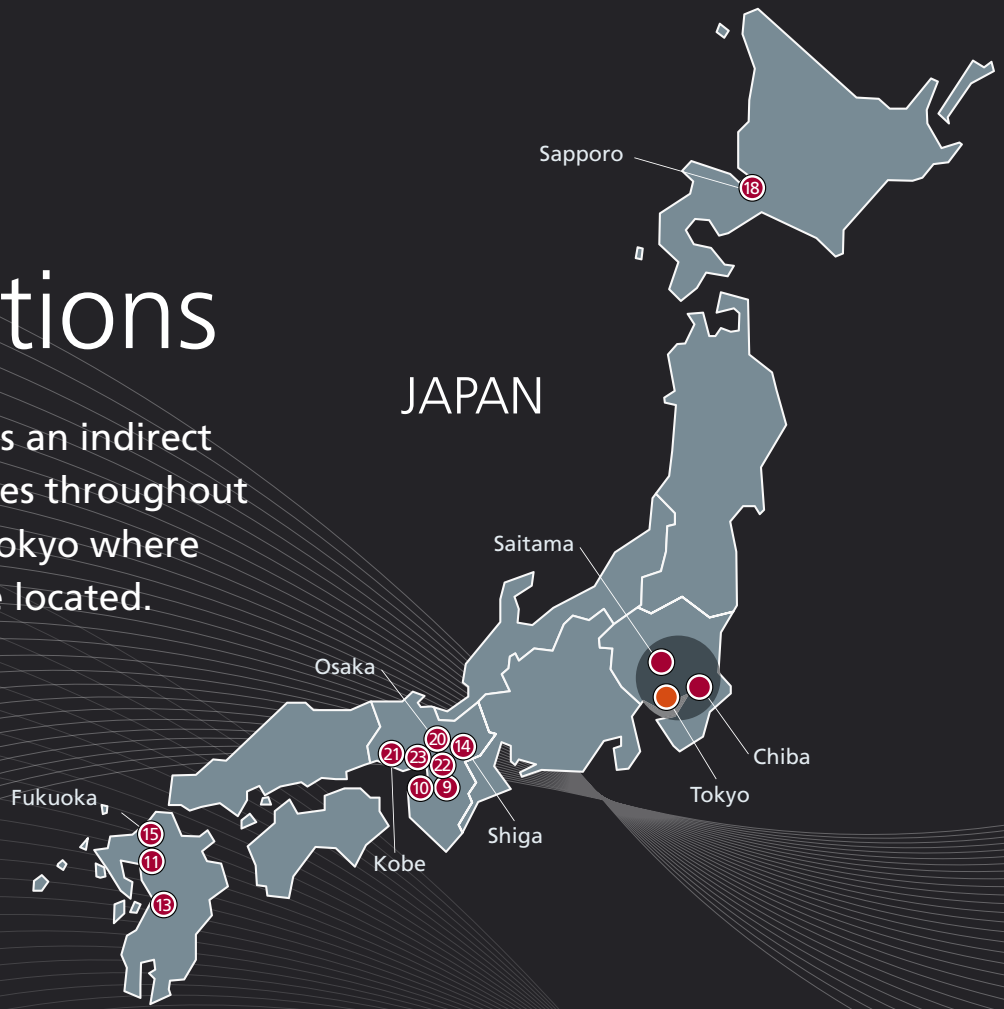 Sapporo
18
tions
JAPAN
s an indirect
es throughout
okyo where
located.
Saitama
Osaka
20
14
21
23
22
10
9
Chiba
Tokyo
Fukuoka
Shiga
15
Kobe
11
13